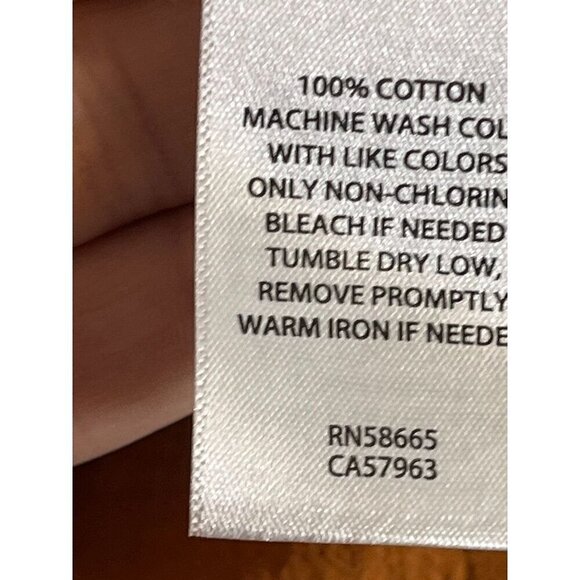 100% COTTON
MACHINE WASH COL
WITH LIKE COLORS
ONLY NON-CHLORIN
BLEACH IF NEEDED
TUMBLE DRY LOW,
REMOVE PROMPTLY
WARM IRON IF NEEDE
RN58665
CA57963